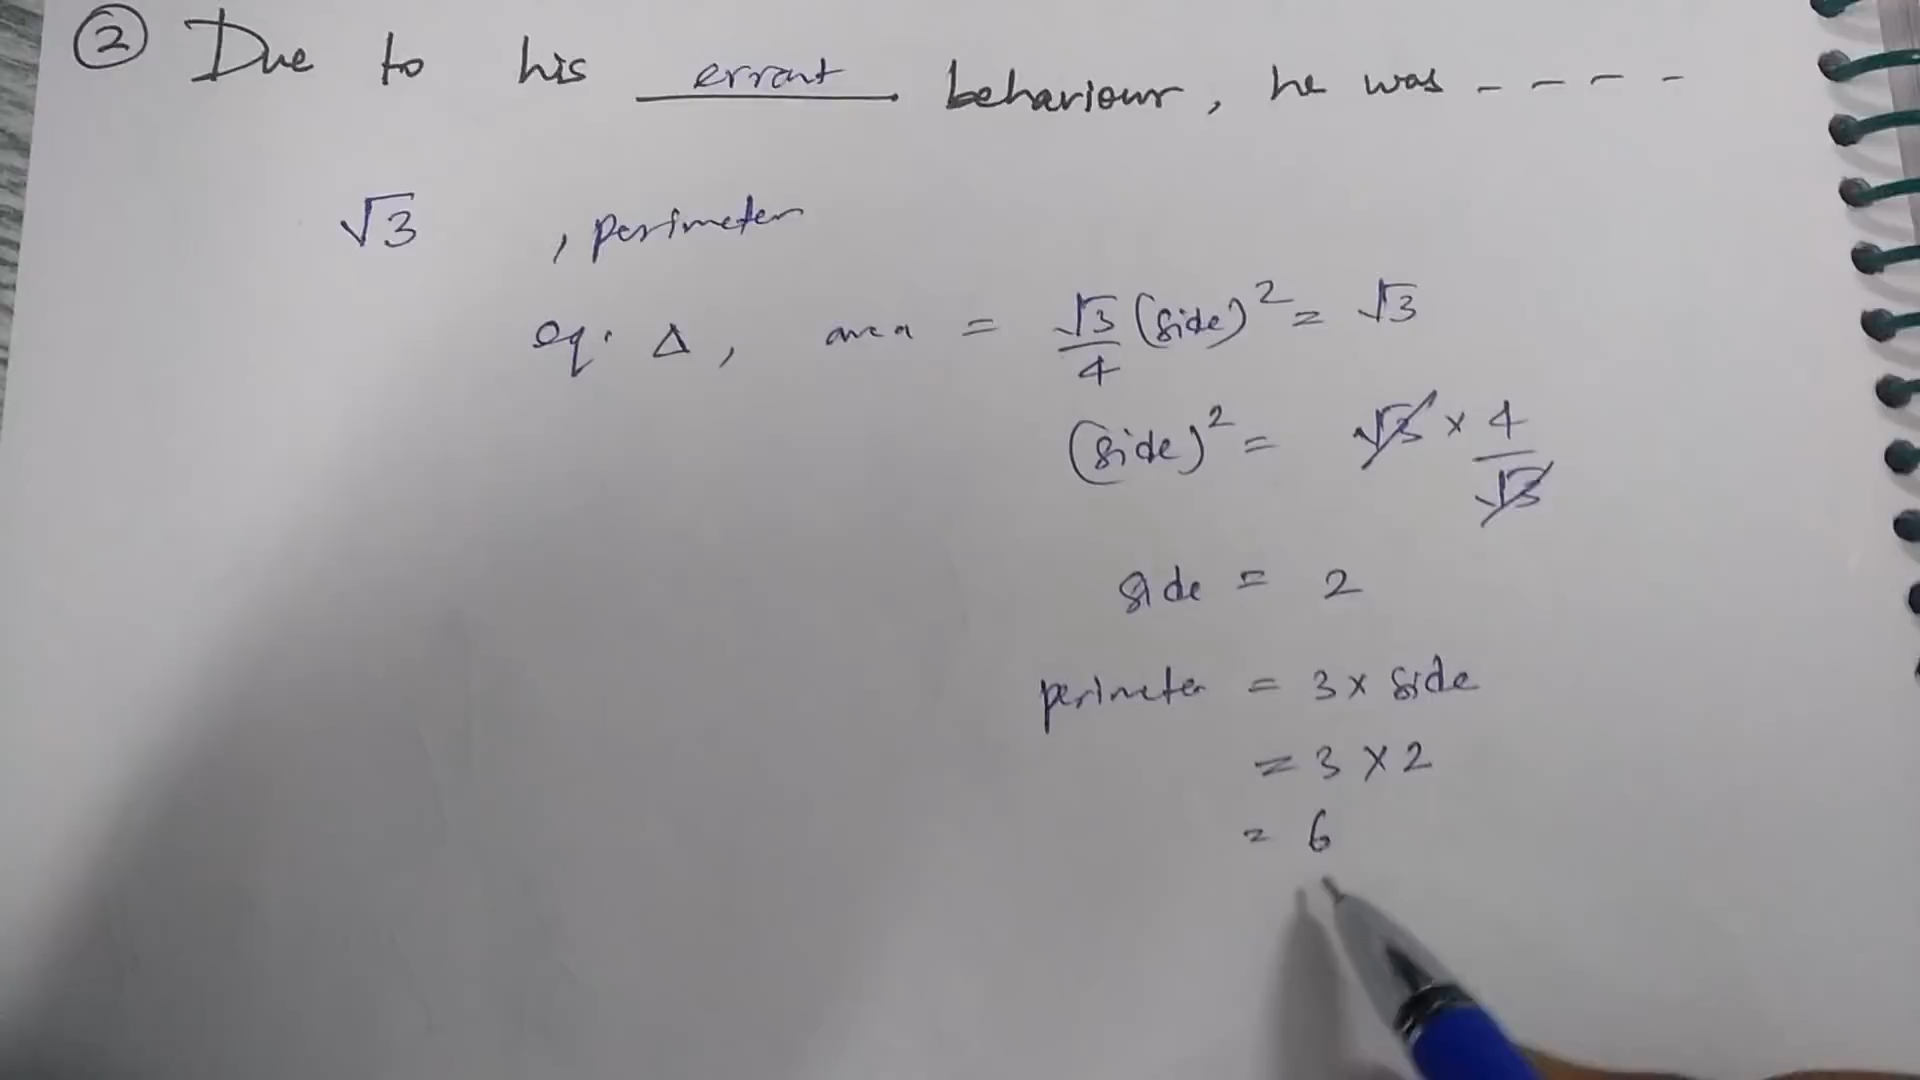 ② Due to his errant behaviour, he was - - - -
√3 , perimeter
eq. Δ, area = √3/4 (side)² = √3
(side)² = √3 × 4/√3
side = 2
perimeter = 3 × side
= 3 × 2
= 6